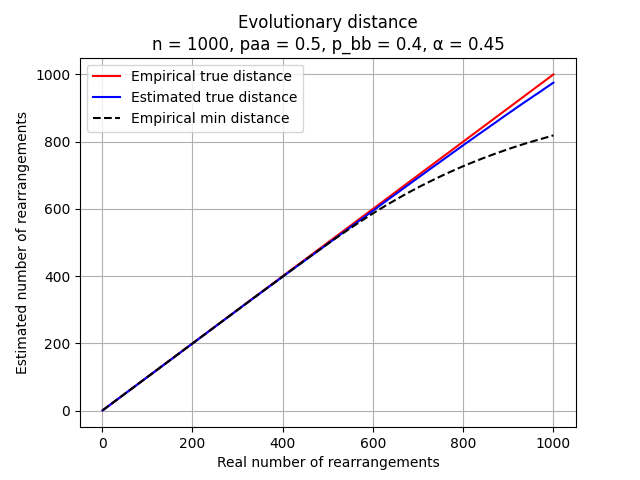 Evolutionary distance
n = 1000, paa = 0.5, p_bb = 0.4, α = 0.45
Empirical true distance
Estimated true distance
Empirical min distance
Estimated number of rearrangements
1000
800
600
400
200
0
0 200 400 600 800 1000
Real number of rearrangements